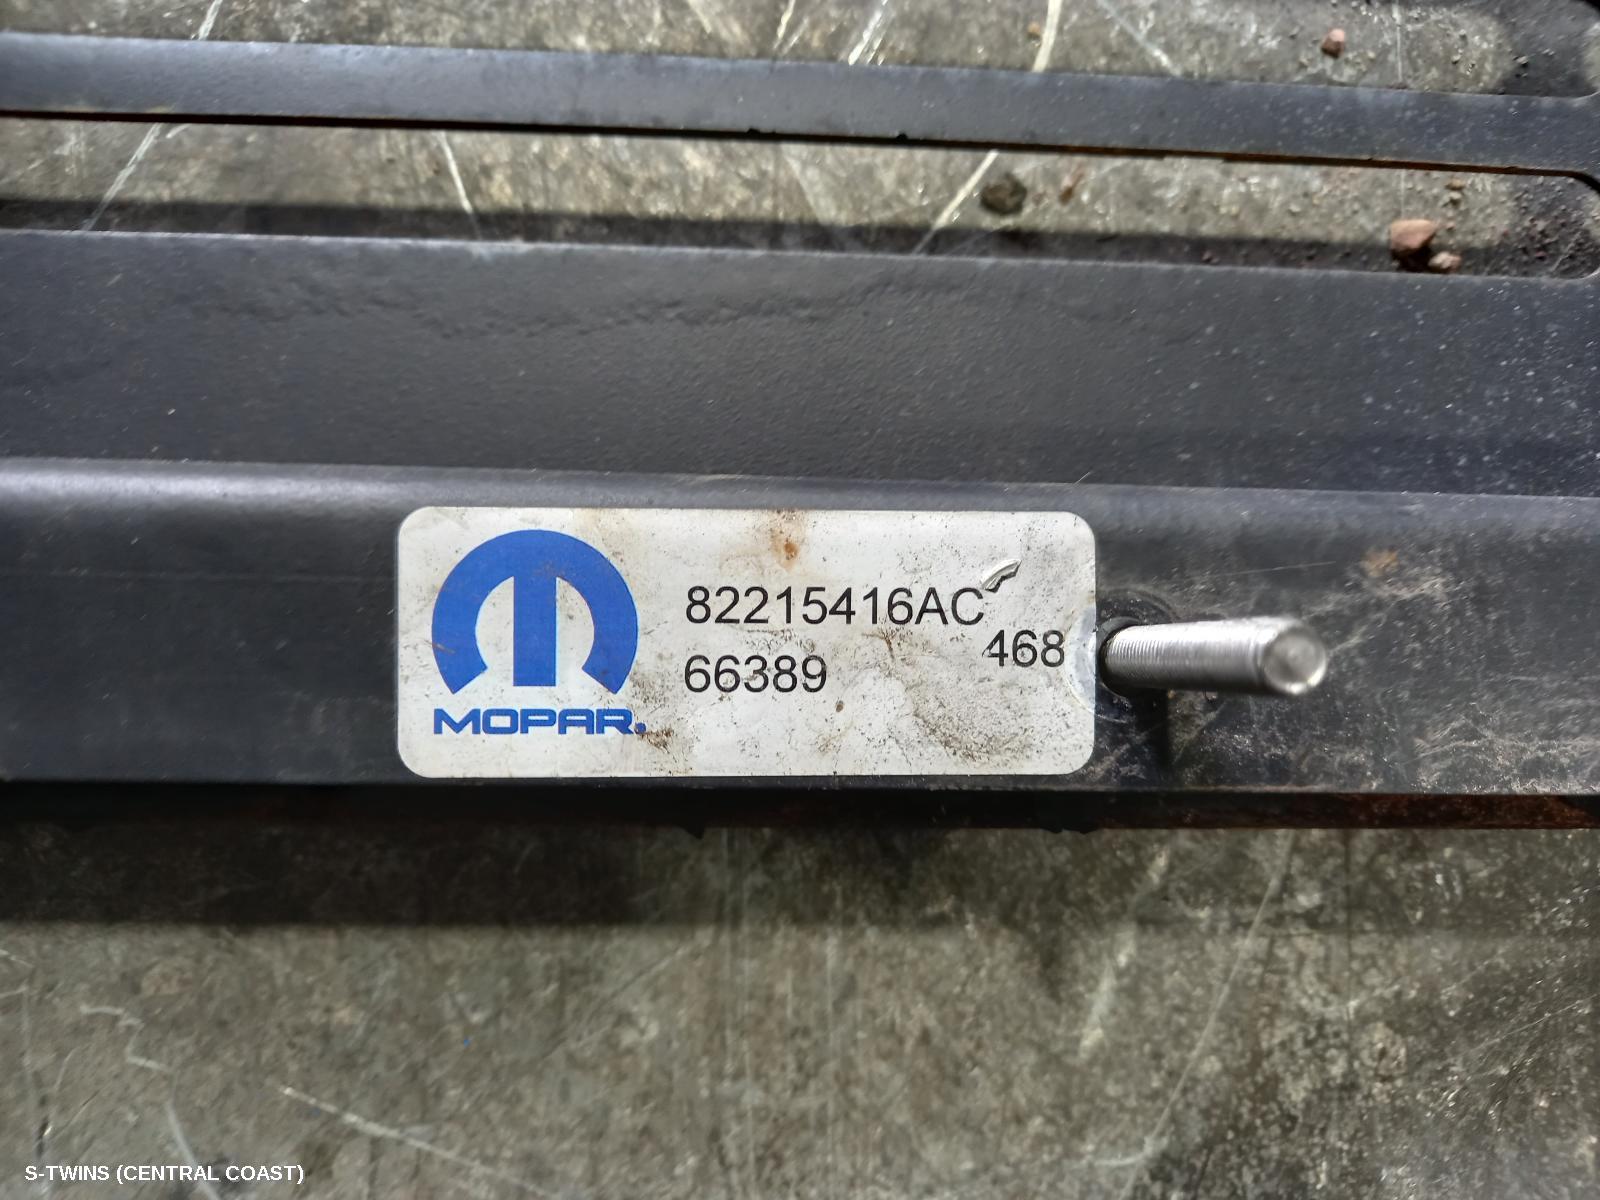 82215416AC
468
66389
MOPAR.
S-TWINS (CENTRAL COAST)